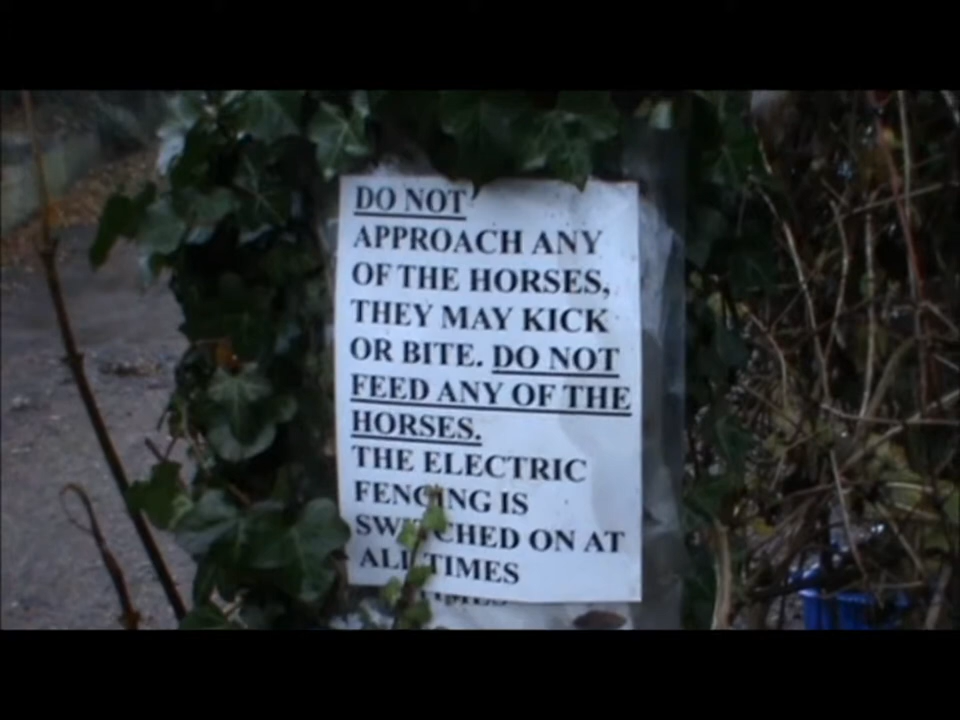 DO NOT
APPROACH ANY
OF THE HORSES,
THEY MAY KICK
OR BITE. DO NOT
FEED ANY OF THE
HORSES.
THE ELECTRIC
FENCING IS
SWITCHED ON AT
ALL TIMES
TIMES